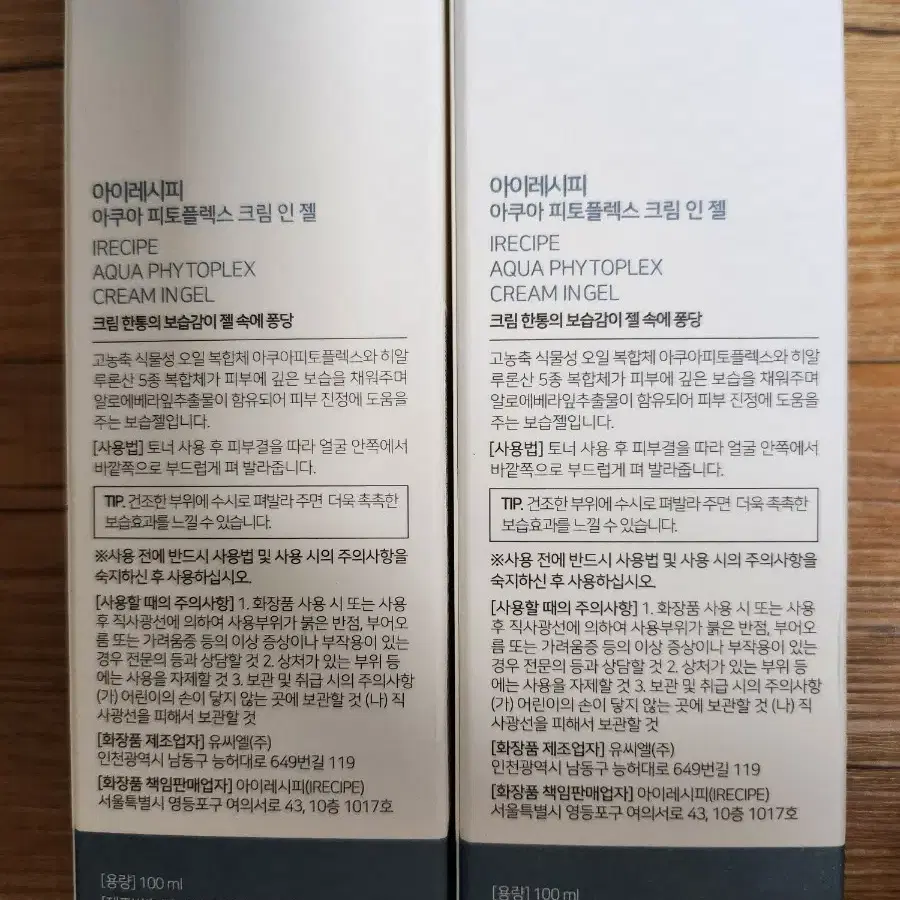 아이레시피
아쿠아 피토플렉스 크림 인 젤
IRECIPE
AQUA PHYTOPLEX
CREAM IN GEL
크림 한통의 보습감이 젤 속에 퐁당
고농축 식물성 오일 복합체 아쿠아피토플렉스와 히알
루론산 5종 복합체가 피부에 깊은 보습을 채워주며
알로에베라잎추출물이 함유되어 피부 진정에 도움을
주는 보습젤입니다.
[사용법] 토너 사용 후 피부결을 따라 얼굴 안쪽에서
바깥쪽으로 부드럽게 펴 발라줍니다.
TIP. 건조한 부위에 수시로 펴발라 주면 더욱 촉촉한
보습효과를 느낄 수 있습니다.
※사용 전에 반드시 사용법 및 사용 시의 주의사항을
숙지하신 후 사용하십시오.
[사용할 때의 주의사항] 1. 화장품 사용 시 또는 사용
후 직사광선에 의하여 사용부위가 붉은 반점, 부어오
름 또는 가려움증 등의 이상 증상이나 부작용이 있는
경우 전문의 등과 상담할 것 2. 상처가 있는 부위 등
에는 사용을 자제할 것 3. 보관 및 취급 시의 주의사항
(가) 어린이의 손이 닿지 않는 곳에 보관할 것 (나) 직
사광선을 피해서 보관할 것
[화장품 제조업자] 유씨엘(주)
인천광역시 남동구 능허대로 649번길 119
[화장품 책임판매업자] 아이레시피(IRECIPE)
서울특별시 영등포구 여의서로 43, 10층 1017호
[용량] 100 ml
아이레시피
아쿠아 피토플렉스 크림 인 젤
IRECIPE
AQUA PHYTOPLEX
CREAM IN GEL
크림 한통의 보습감이 젤 속에 퐁당
고농축 식물성 오일 복합체 아쿠아피토플렉스와 히알
루론산 5종 복합체가 피부에 깊은 보습을 채워주며
알로에베라잎추출물이 함유되어 피부 진정에 도움을
주는 보습젤입니다.
[사용법] 토너 사용 후 피부결을 따라 얼굴 안쪽에서
바깥쪽으로 부드럽게 펴 발라줍니다.
TIP. 건조한 부위에 수시로 펴발라 주면 더욱 촉촉한
보습효과를 느낄 수 있습니다.
※사용 전에 반드시 사용법 및 사용 시의 주의사항을
숙지하신 후 사용하십시오.
[사용할 때의 주의사항] 1. 화장품 사용 시 또는 사용
후 직사광선에 의하여 사용부위가 붉은 반점, 부어오
름 또는 가려움증 등의 이상 증상이나 부작용이 있는
경우 전문의 등과 상담할 것 2. 상처가 있는 부위 등
에는 사용을 자제할 것 3. 보관 및 취급 시의 주의사항
(가) 어린이의 손이 닿지 않는 곳에 보관할 것 (나) 직
사광선을 피해서 보관할 것
[화장품 제조업자] 유씨엘(주)
인천광역시 남동구 능허대로 649번길 119
[화장품 책임판매업자] 아이레시피(IRECIPE)
서울특별시 영등포구 여의서로 43, 10층 1017호
[용량] 100 ml